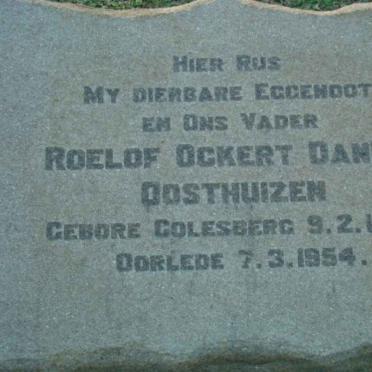 HIER RUS
MY DIERBARE EGGENOOT
EN ONS VADER
ROELOF OCKERT DAN
OOSTHUIZEN
GEBORE COLESBERG 9.2.1
OORLEDE 7.3.1954.